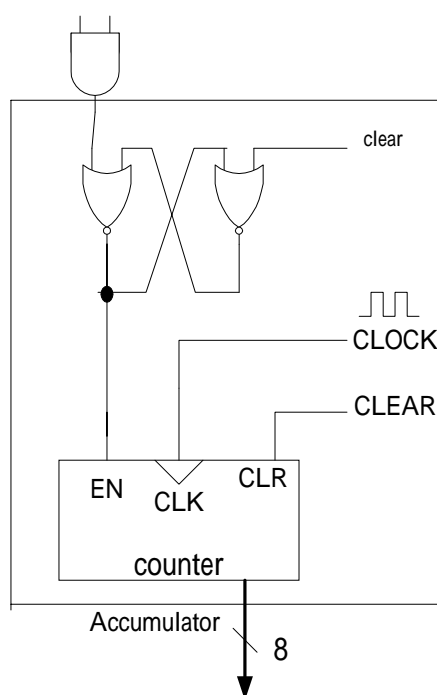 clear
CLOCK
CLEAR
EN
CLK
CLR
counter
Accumulator
8